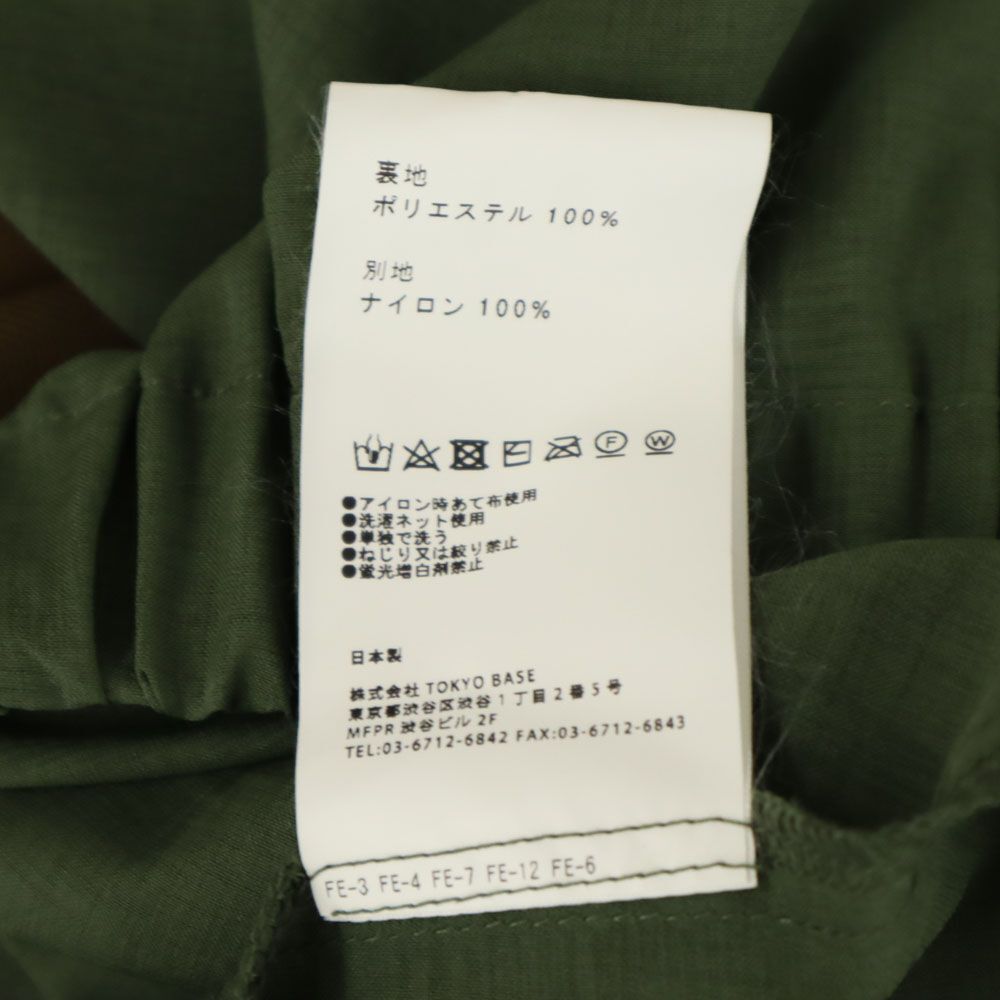 裏地
ポリエステル 100%
別地
ナイロン 100%
F W
●アイロン時あて布使用
●洗濯ネット使用
●単独で洗う
●ねじり又は絞り禁止
●蛍光増白剤禁止
日本製
株式会社 TOKYO BASE
東京都渋谷区渋谷1丁目2番5号
MFPR 渋谷ビル 2F
TEL:03-6712-6842 FAX:03-6712-6843
FE-3 FE-4 FE-7 FE-12 FE-6